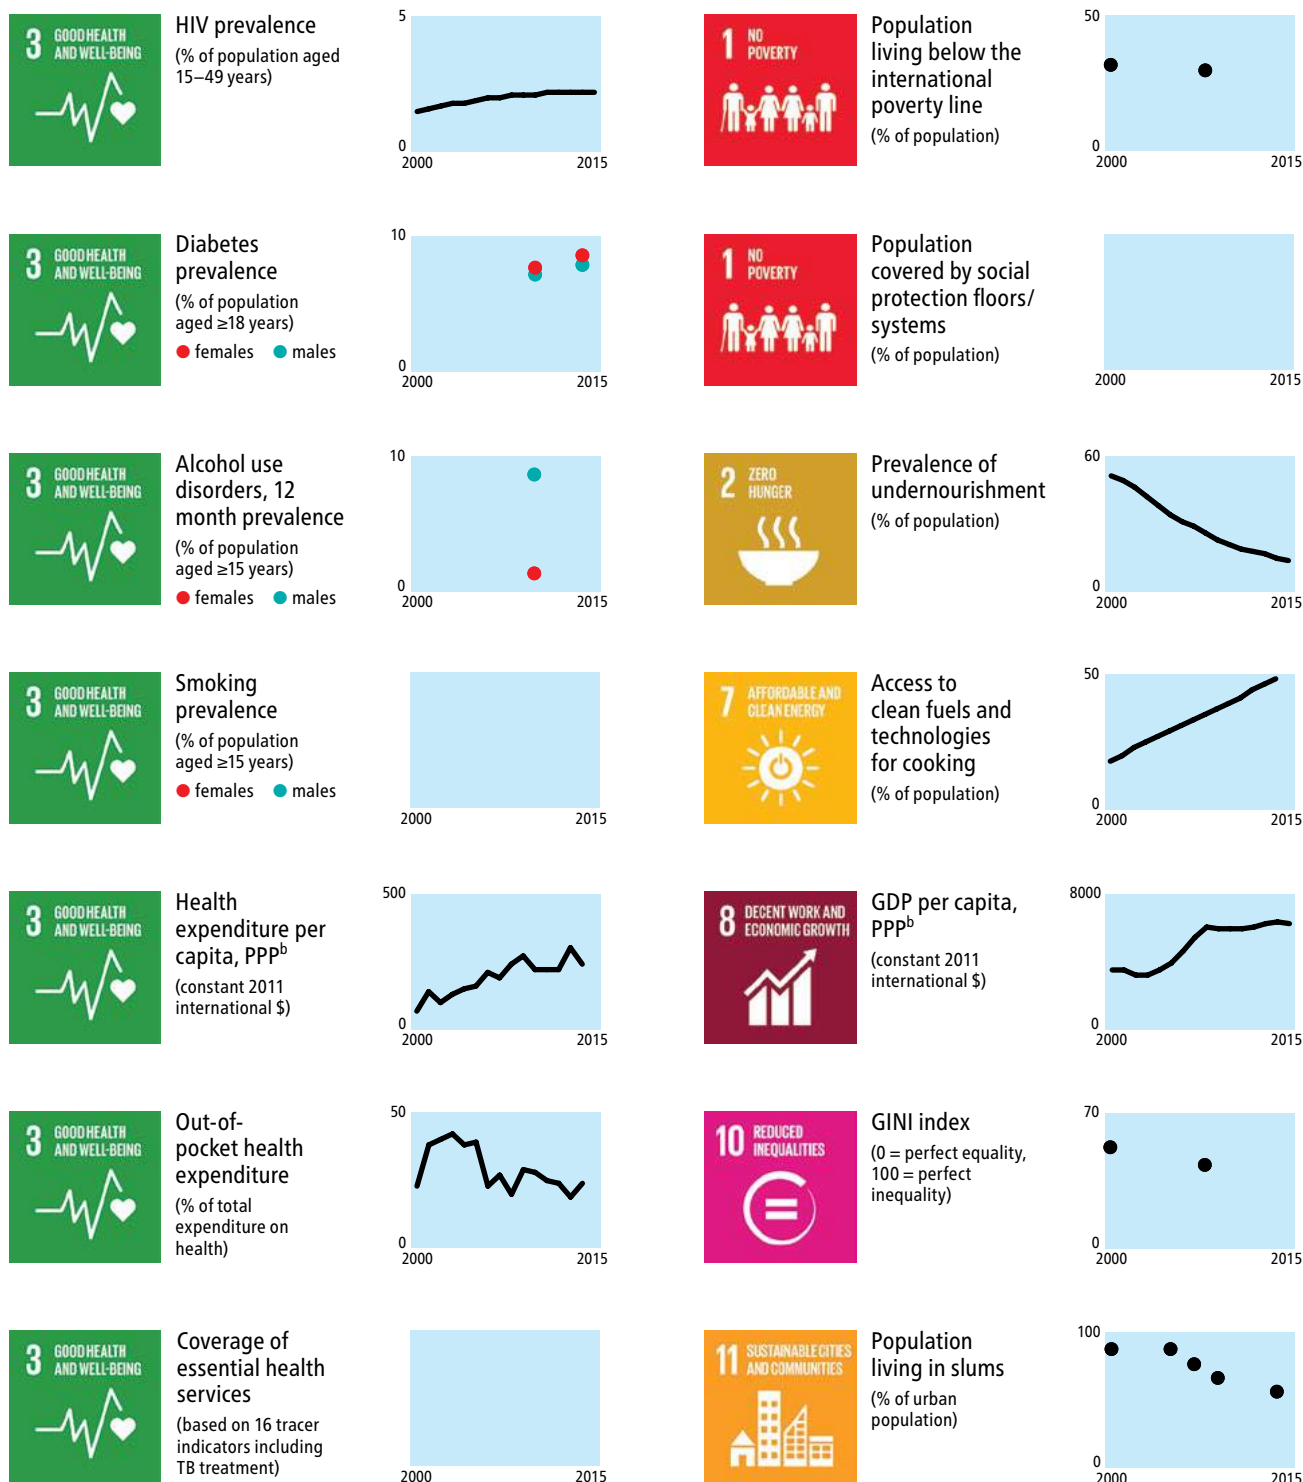 3 GOOD HEALTH
AND WELL-BEING
HIV prevalence
(% of population aged
15–49 years)
5
0
2000 2015
1 NO
POVERTY
Population
living below the
international
poverty line
(% of population)
50
0
2000 2015
3 GOOD HEALTH
AND WELL-BEING
Diabetes
prevalence
(% of population
aged ≥18 years)
females males
10
0
2000 2015
1 NO
POVERTY
Population
covered by social
protection floors/
systems
(% of population)
2000 2015
3 GOOD HEALTH
AND WELL-BEING
Alcohol use
disorders, 12
month prevalence
(% of population
aged ≥15 years)
females males
10
0
2000 2015
2 ZERO
HUNGER
Prevalence of
undernourishment
(% of population)
60
0
2000 2015
3 GOOD HEALTH
AND WELL-BEING
Smoking
prevalence
(% of population
aged ≥15 years)
females males
2000 2015
7 AFFORDABLE AND
CLEAN ENERGY
Access to
clean fuels and
technologies
for cooking
(% of population)
50
0
2000 2015
3 GOOD HEALTH
AND WELL-BEING
Health
expenditure per
capita, PPPᵇ
(constant 2011
international $)
500
0
2000 2015
8 DECENT WORK AND
ECONOMIC GROWTH
GDP per capita,
PPPᵇ
(constant 2011
international $)
8000
0
2000 2015
3 GOOD HEALTH
AND WELL-BEING
Out-of-
pocket health
expenditure
(% of total
expenditure on
health)
50
0
2000 2015
10 REDUCED
INEQUALITIES
GINI index
(0 = perfect equality,
100 = perfect
inequality)
70
0
2000 2015
3 GOOD HEALTH
AND WELL-BEING
Coverage of
essential health
services
(based on 16 tracer
indicators including
TB treatment)
2000 2015
11 SUSTAINABLE CITIES
AND COMMUNITIES
Population
living in slums
(% of urban
population)
100
0
2000 2015